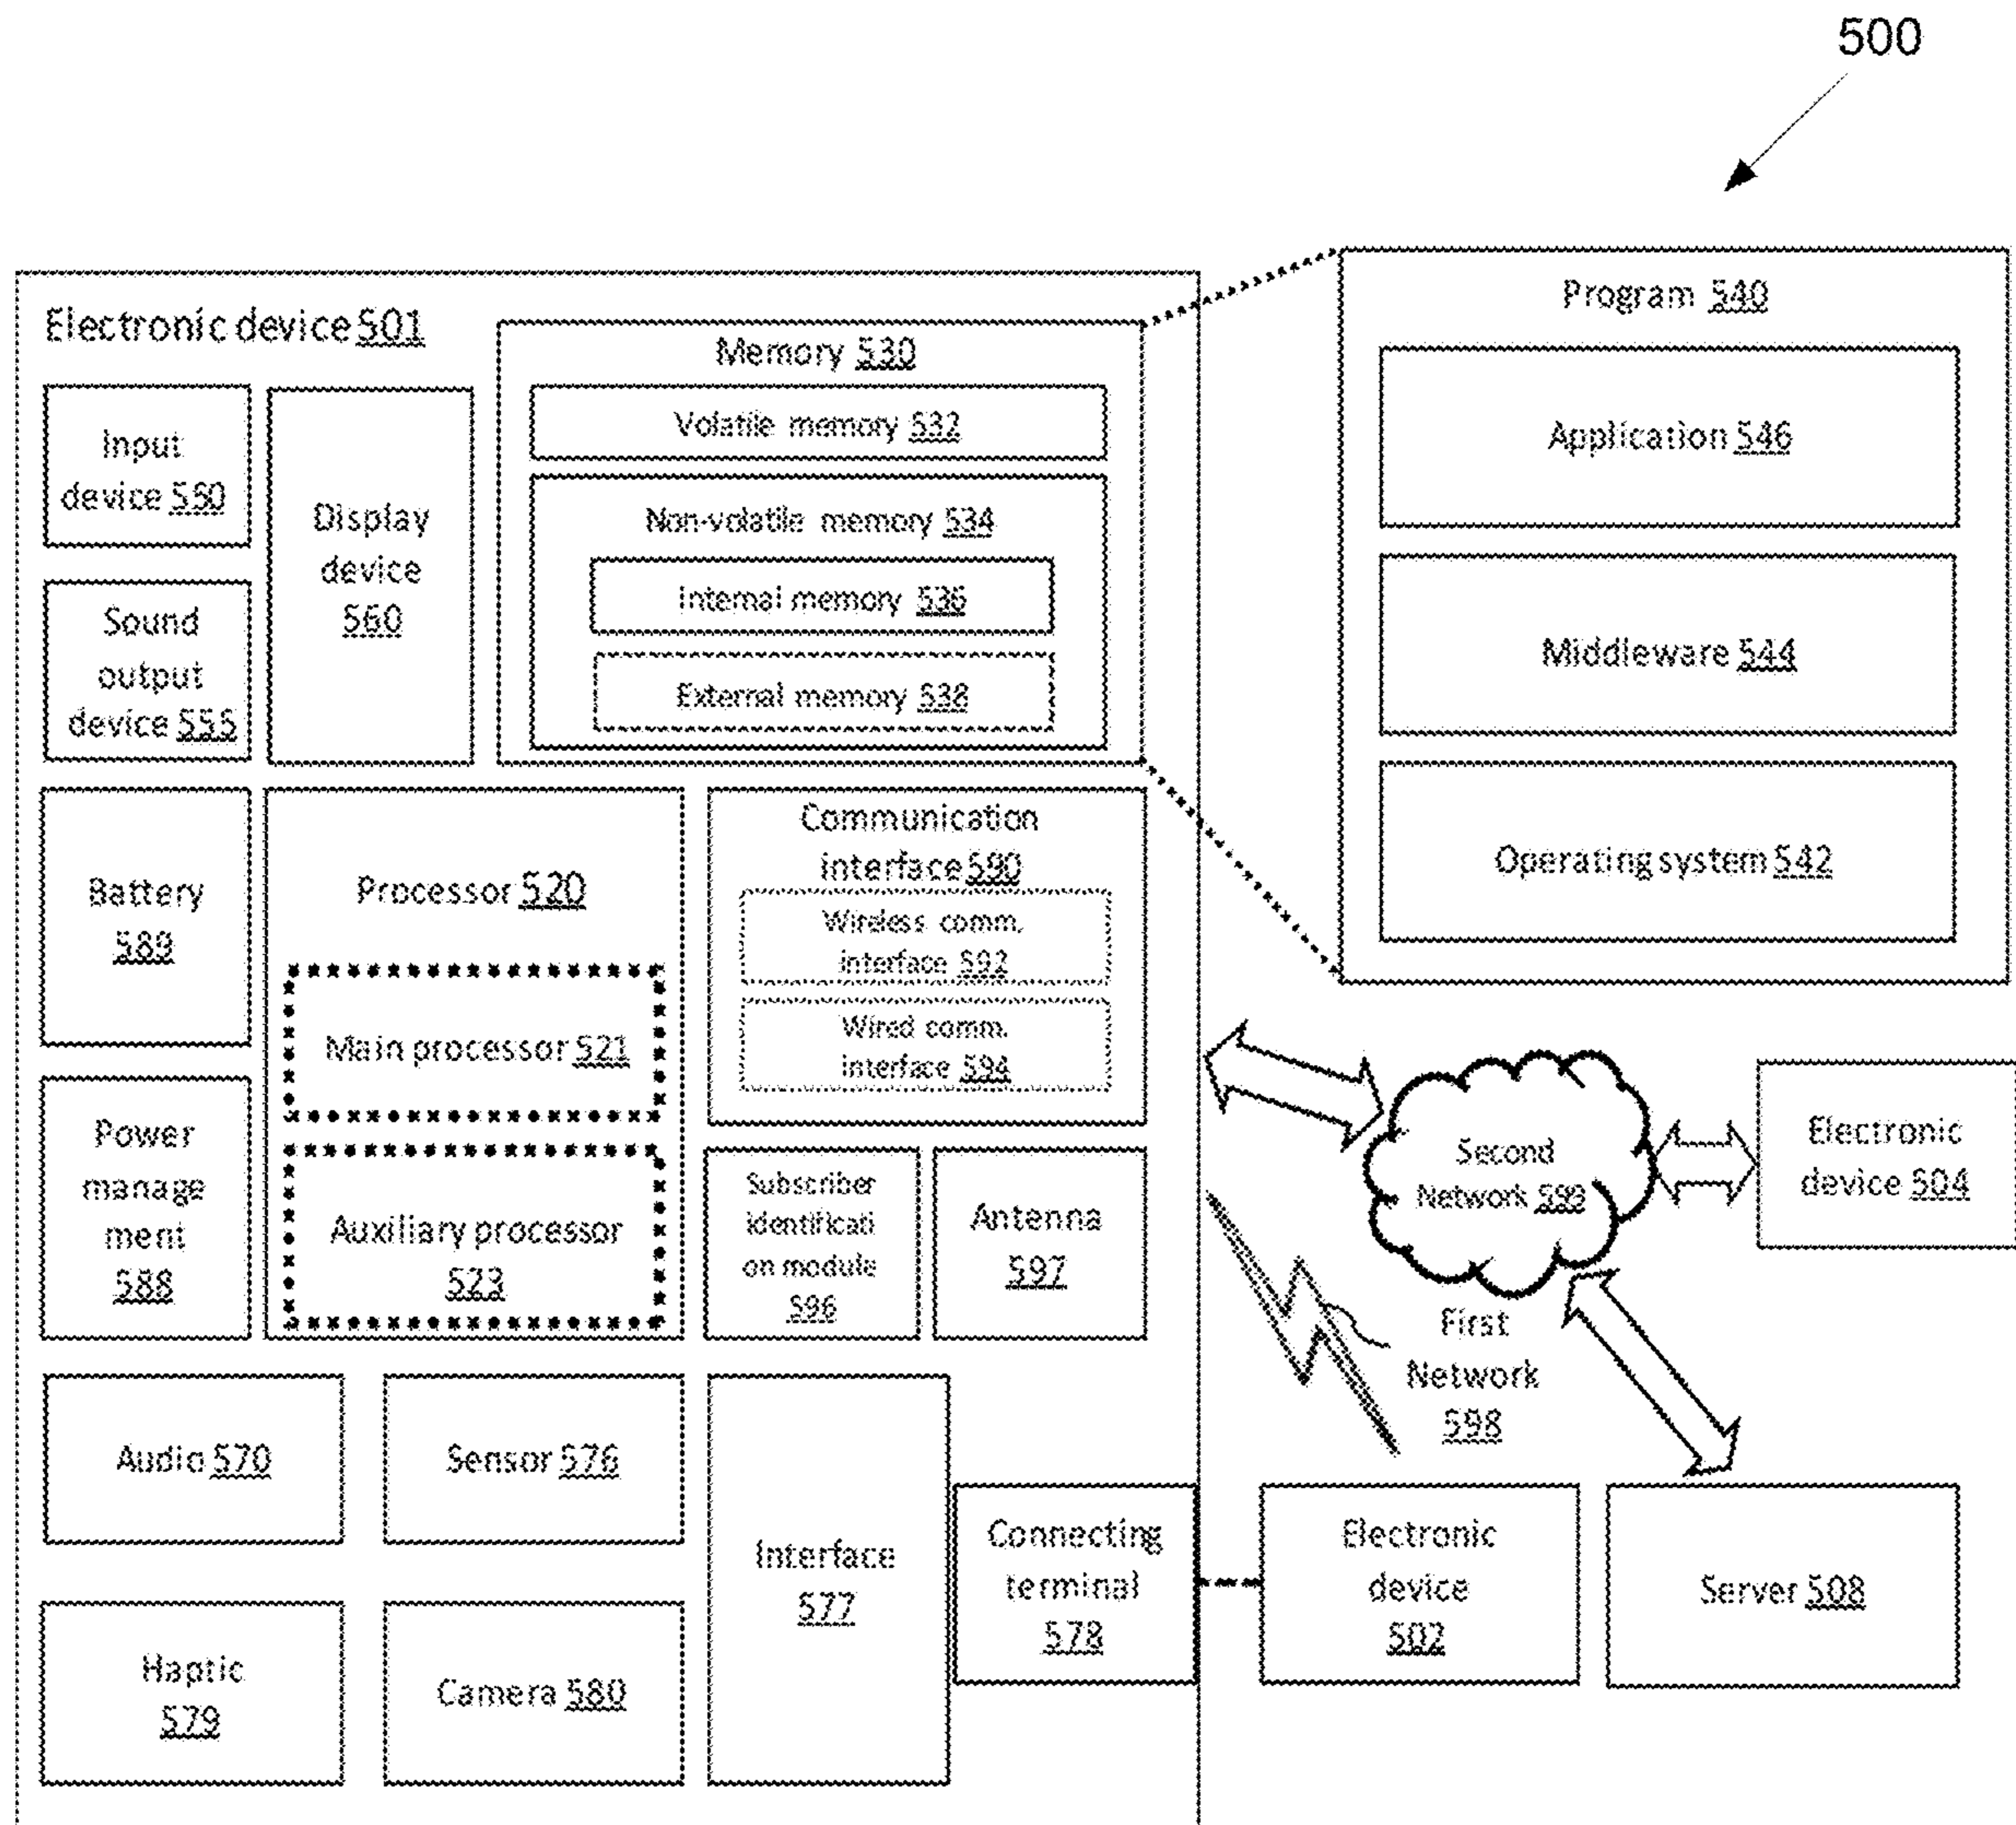 500
Electronic device 501
Input
device 550
Sound
output
device 555
Display
device
560
Memory 530
Volatile memory 532
Non-volatile memory 534
Internal memory 536
External memory 538
Program 540
Application 546
Middleware 544
Operating system 542
Battery
589
Power
manage
ment
588
Processor 520
Main processor 521
Auxiliary processor
523
Communication
interface 590
Wireless comm.
interface 592
Wired comm.
interface 594
Subscriber
identificati
on module
596
Antenna
597
Second
Network 599
Electronic
device 504
First
Network
598
Audio 570
Sensor 576
Haptic
579
Camera 580
Interface
577
Connecting
terminal
578
Electronic
device
502
Server 508